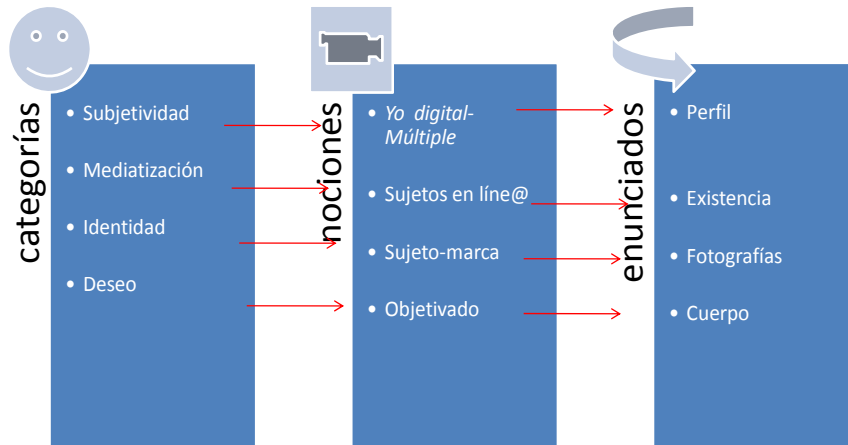 categorías
• Subjetividad
• Mediatización
• Identidad
• Deseo
nociones
• Yo digital-
Múltiple
• Sujetos en líne@
• Sujeto-marca
• Objetivado
enunciados
• Perfil
• Existencia
• Fotografías
• Cuerpo